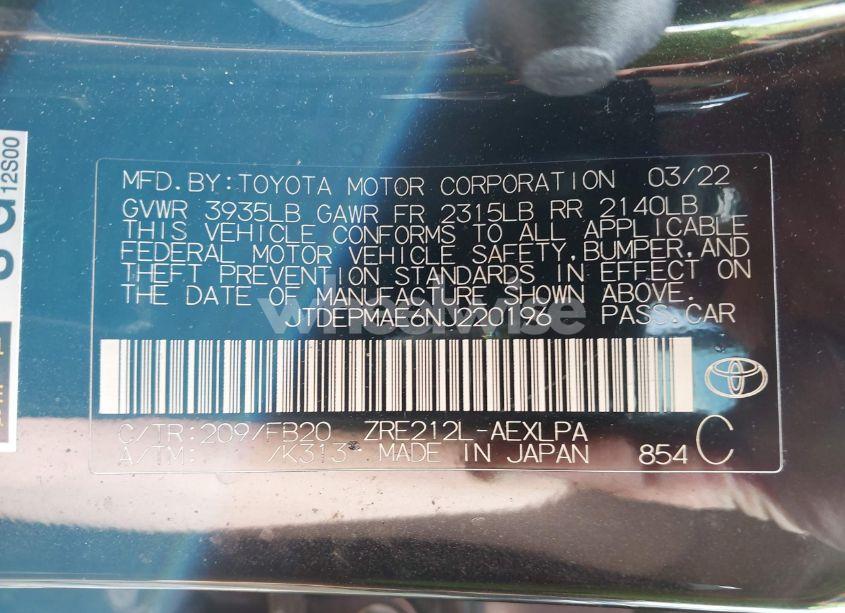 12S00
MFD.BY:TOYOTA MOTOR CORPORATION 03/22
GVWR 3935LB GAWR FR 2315LB RR 2140LB
THIS VEHICLE CONFORMS TO ALL APPLICABLE
FEDERAL MOTOR VEHICLE SAFETY,BUMPER,AND
THEFT PREVENTION STANDARDS IN EFFECT ON
THE DATE OF MANUFACTURE SHOWN ABOVE.
JTDEPMAE6NJ220196 PASS.CAR
C/TR:209/FB20 ZRE212L-AEXLPA
A/TM: /K313 MADE IN JAPAN 854 C